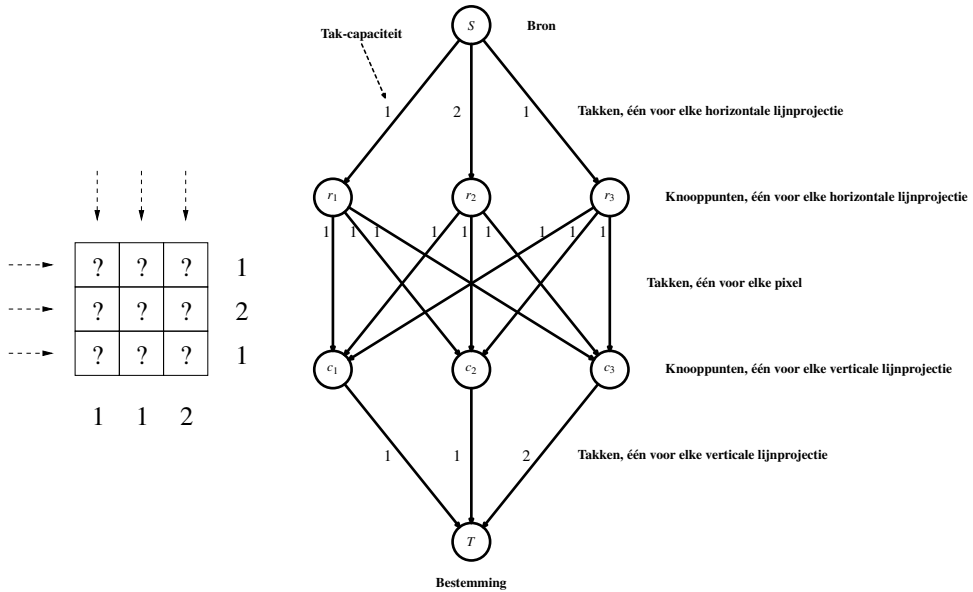 S Bron
Tak-capaciteit
1 2 1 Takken, één voor elke horizontale lijnprojectie
r1 r2 r3 Knooppunten, één voor elke horizontale lijnprojectie
1 1 1 1 1 1 1 1 1
? ? ? 1
? ? ? 2
? ? ? 1
1 1 2
Takken, één voor elke pixel
c1 c2 c3 Knooppunten, één voor elke verticale lijnprojectie
1 1 2 Takken, één voor elke verticale lijnprojectie
T
Bestemming